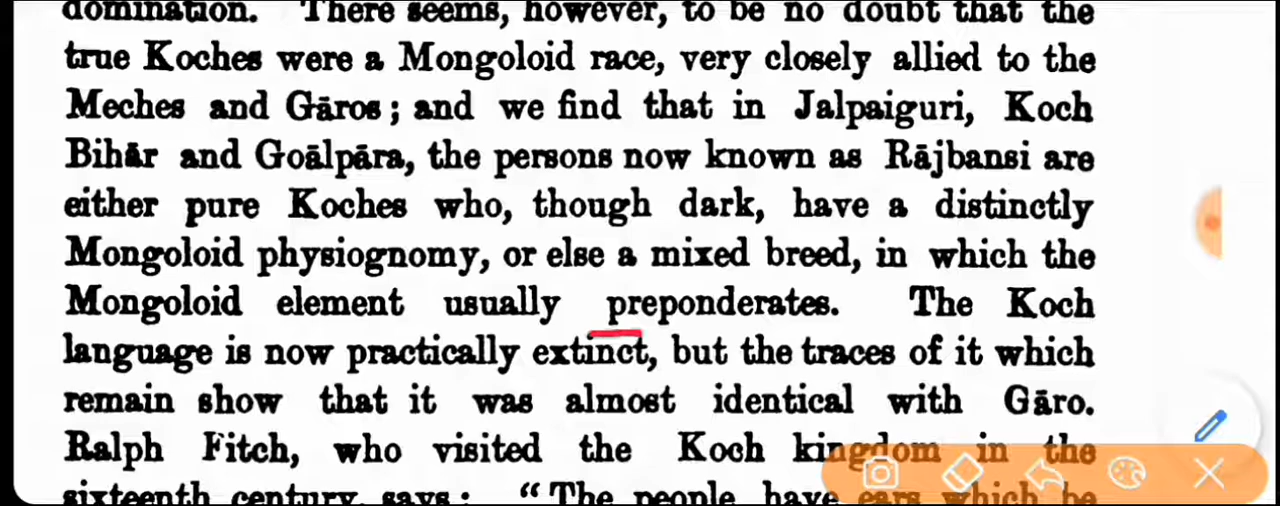 domination. There seems, however, to be no doubt that the
true Koches were a Mongoloid race, very closely allied to the
Meches and Gāros; and we find that in Jalpaiguri, Koch
Bihār and Goālpāra, the persons now known as Rājbansi are
either pure Koches who, though dark, have a distinctly
Mongoloid physiognomy, or else a mixed breed, in which the
Mongoloid element usually preponderates. The Koch
language is now practically extinct, but the traces of it which
remain show that it was almost identical with Gāro.
Ralph Fitch, who visited the Koch kingdom in the
sixteenth century, says: "The people have ears which be